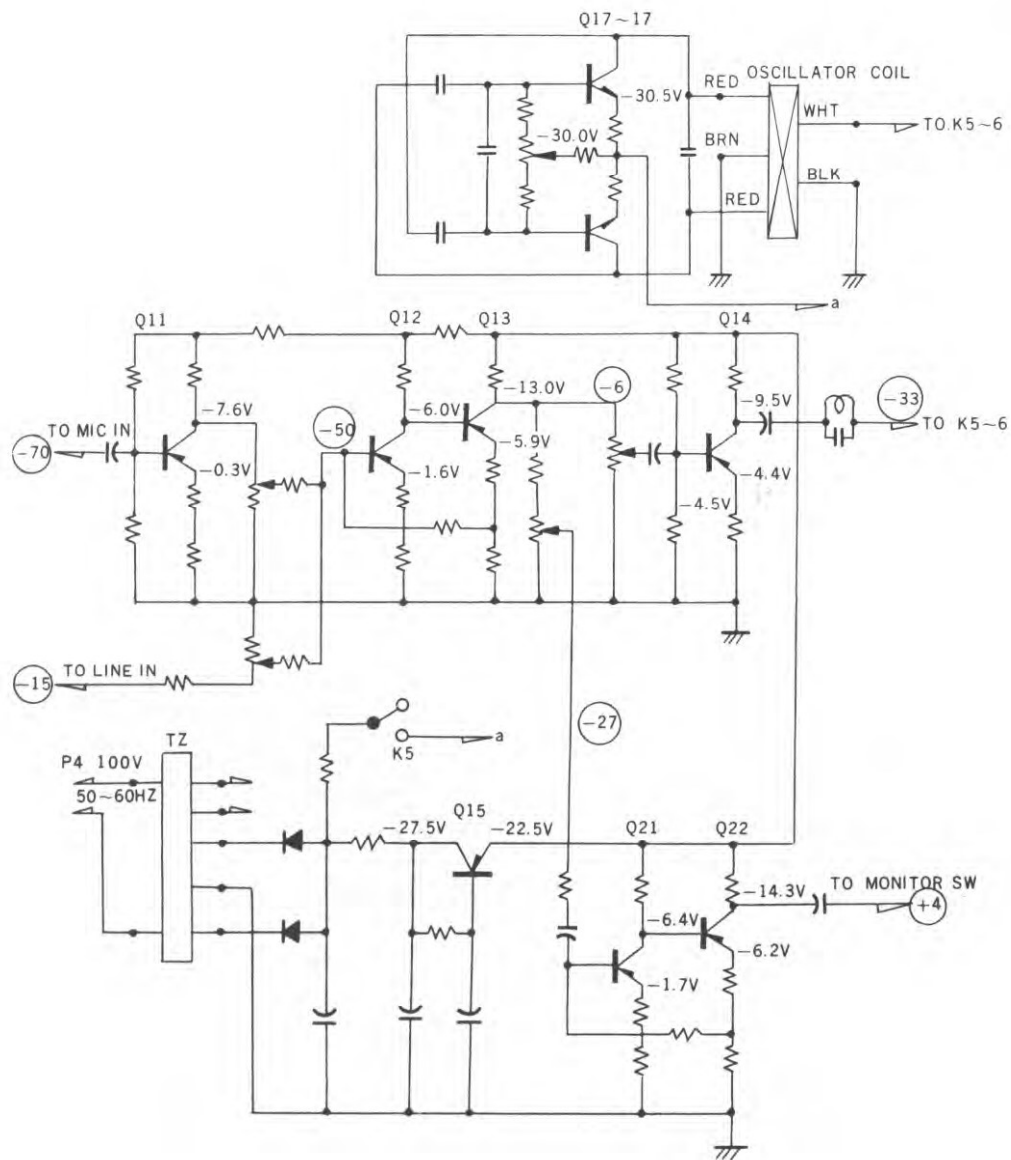 Q17~17
RED
OSCILLATOR COIL
-30.5V
WHT
TO.K5~6
BRN
-30.0V
BLK
RED
a
Q11
Q12
Q13
Q14
-13.0V
-6
-9.5V
-33
-7.6V
-50
-6.0V
TO MIC IN
TO K5~6
-70
-5.9V
-0.3V
-1.6V
-4.4V
-4.5V
TO LINE IN
-15
-27
a
K5
TZ
P4 100V
50~60HZ
Q15
-27.5V
-22.5V
Q21
Q22
-14.3V
TO MONITOR SW
+4
-6.4V
-6.2V
-1.7V